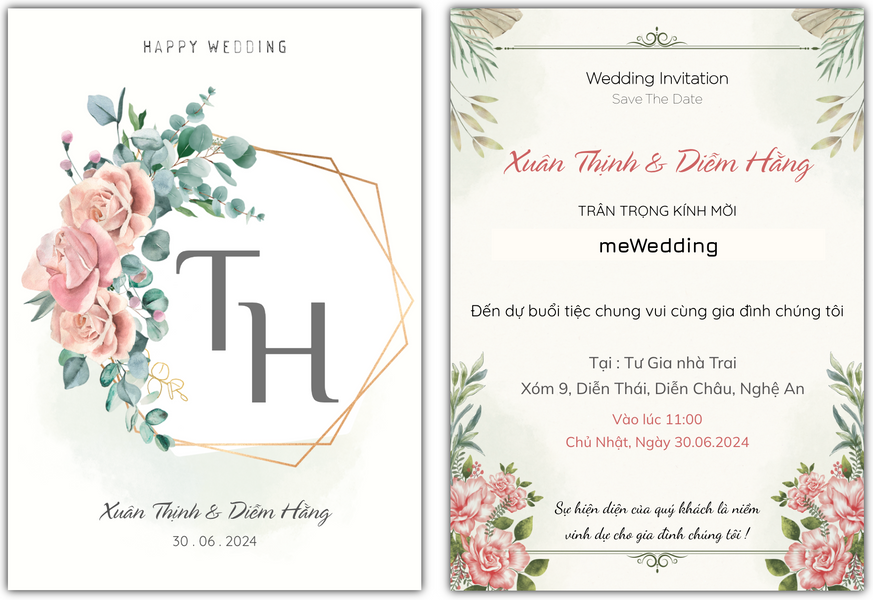 HAPPY WEDDING
TH
Xuân Thịnh & Diễm Hằng
30 . 06 . 2024
Wedding Invitation
Save The Date
Xuân Thịnh & Diễm Hằng
TRÂN TRỌNG KÍNH MỜI
meWedding
Đến dự buổi tiệc chung vui cùng gia đình chúng tôi
Tại : Tư Gia nhà Trai
Xóm 9, Diễn Thái, Diễn Châu, Nghệ An
Vào lúc 11:00
Chủ Nhật, Ngày 30.06.2024
Sự hiện diện của quý khách là niềm
vinh dự cho gia đình chúng tôi !